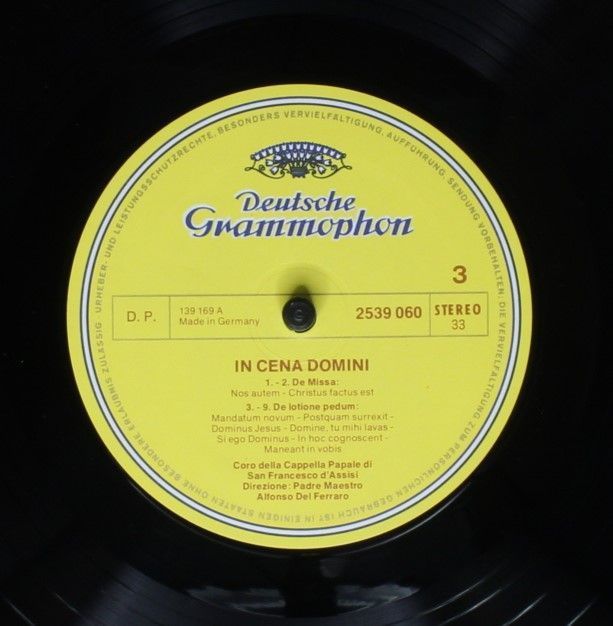 URHEBER- UND LEISTUNGSSCHUTZRECHTE, BESONDERS VERVIELFÄLTIGUNG, AUFFÜHRUNG, SENDUNG VORBEHALTEN; DIE VERVIELFÄLTIGUNG ZUM PERSÖNLICHEN GEBRAUCH IST IN EINIGEN STAATEN OHNE BESONDERE ERLAUBNIS ZULÄSSIG ·
Deutsche
Grammophon
3
D. P.
139 169 A
Made in Germany
2539 060
STEREO
33
IN CENA DOMINI
1. - 2. De Missa:
Nos autem - Christus factus est
3. - 9. De lotione pedum:
Mandatum novum - Postquam surrexit -
Dominus Jesus - Domine, tu mihi lavas -
Si ego Dominus - In hoc cognoscent -
Maneant in vobis
Coro della Cappella Papale di
San Francesco d'Assisi
Direzione: Padre Maestro
Alfonso Del Ferraro